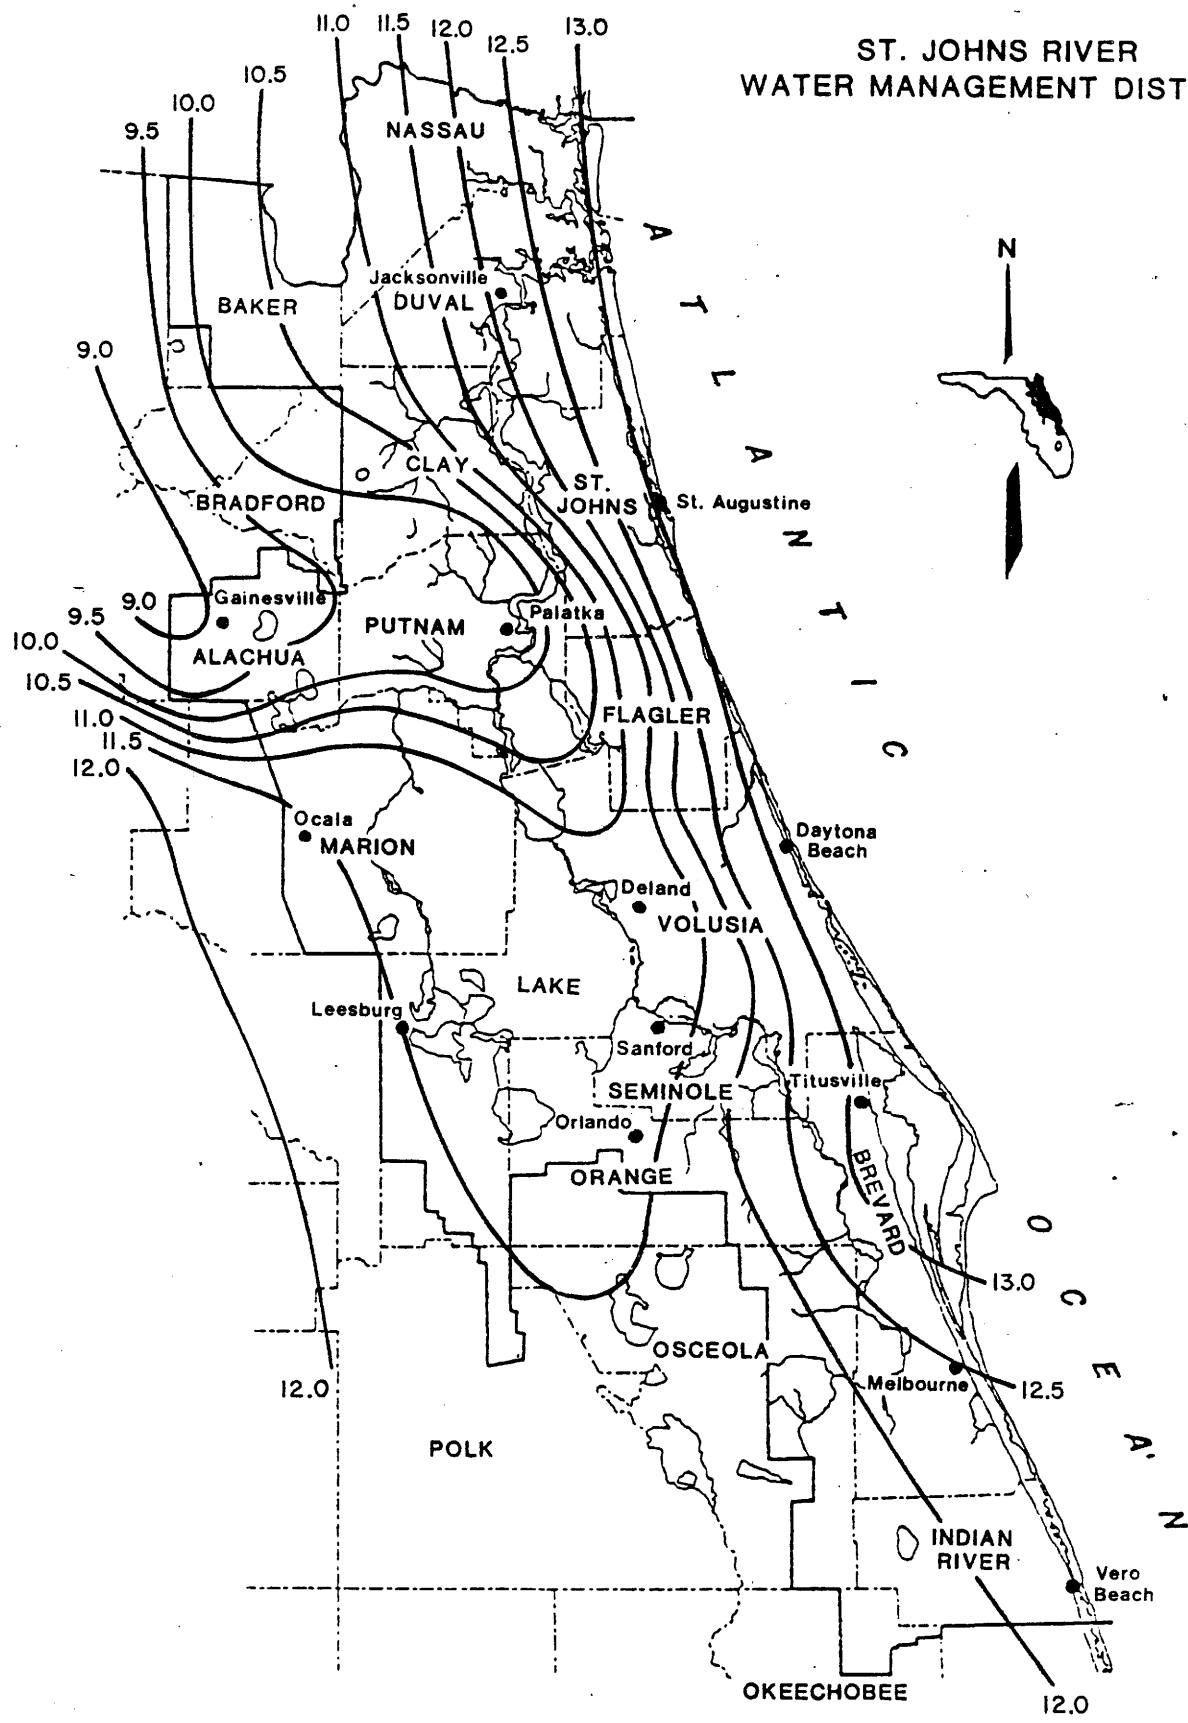 ST. JOHNS RIVER
WATER MANAGEMENT DIST
11.0
11.5
12.0
12.5
13.0
10.5
10.0
9.5
NASSAU
N
ATLANTIC
Jacksonville
DUVAL
BAKER
9.0
CLAY
BRADFORD
ST.
JOHNS
St. Augustine
Gainesville
9.0
9.5
10.0
10.5
11.0
11.5
12.0
Palatka
PUTNAM
ALACHUA
FLAGLER
Ocala
MARION
Daytona
Beach
Deland
VOLUSIA
LAKE
Leesburg
Sanford
SEMINOLE
Titusville
Orlando
ORANGE
BREVARD
OCEAN
13.0
OSCEOLA
Melbourne
12.5
12.0
POLK
INDIAN
RIVER
Vero
Beach
OKEECHOBEE
12.0